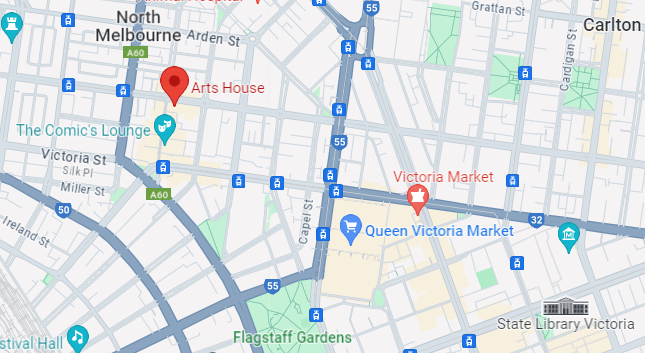 Grattan St
55
North
Melbourne
Carlton
Arden St
A60
Cardigan St
Arts House
The Comic's Lounge
55
Victoria St
Silk Pl
Miller St
A60
Victoria Market
50
Capel St
32
Ireland St
Queen Victoria Market
55
State Library Victoria
Flagstaff Gardens
stival Hall